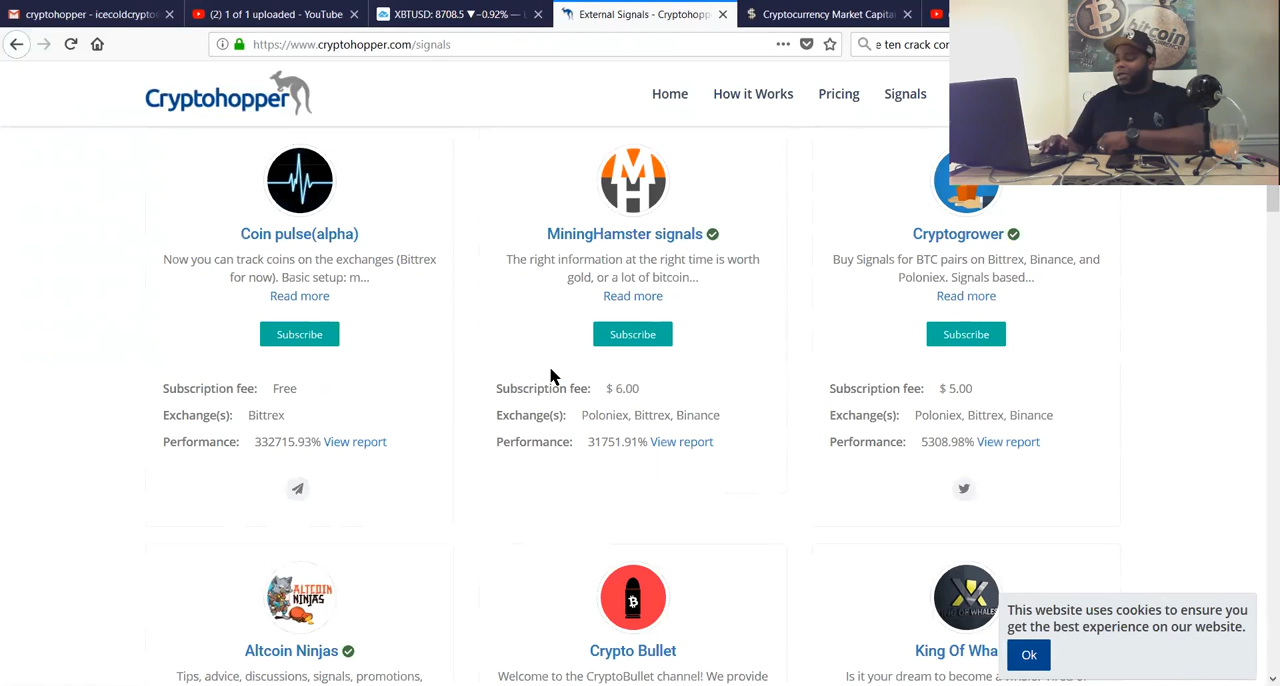 cryptohopper - icecoldcrypto
(2) 1 of 1 uploaded - YouTube
XBTUSD: 8708.5 ▼−0.92% —
External Signals - Cryptohopp
Cryptocurrency Market Capita
https://www.cryptohopper.com/signals
e ten crack cor
bitcoin
Cryptohopper
Home
How it Works
Pricing
Signals
Coin pulse(alpha)
Now you can track coins on the exchanges (Bittrex
for now). Basic setup: m...
Read more
Subscribe
Subscription fee: Free
Exchange(s): Bittrex
Performance: 332715.93% View report
MiningHamster signals
The right information at the right time is worth
gold, or a lot of bitcoin...
Read more
Subscribe
Subscription fee: $ 6.00
Exchange(s): Poloniex, Bittrex, Binance
Performance: 31751.91% View report
Cryptogrower
Buy Signals for BTC pairs on Bittrex, Binance, and
Poloniex. Signals based...
Read more
Subscribe
Subscription fee: $ 5.00
Exchange(s): Poloniex, Bittrex, Binance
Performance: 5308.98% View report
ALTCOIN
NINJAS
Altcoin Ninjas
Tips, advice, discussions, signals, promotions,
Crypto Bullet
Welcome to the CryptoBullet channel! We provide
King Of Wha
Is it your dream to become a
This website uses cookies to ensure you
get the best experience on our website.
Ok